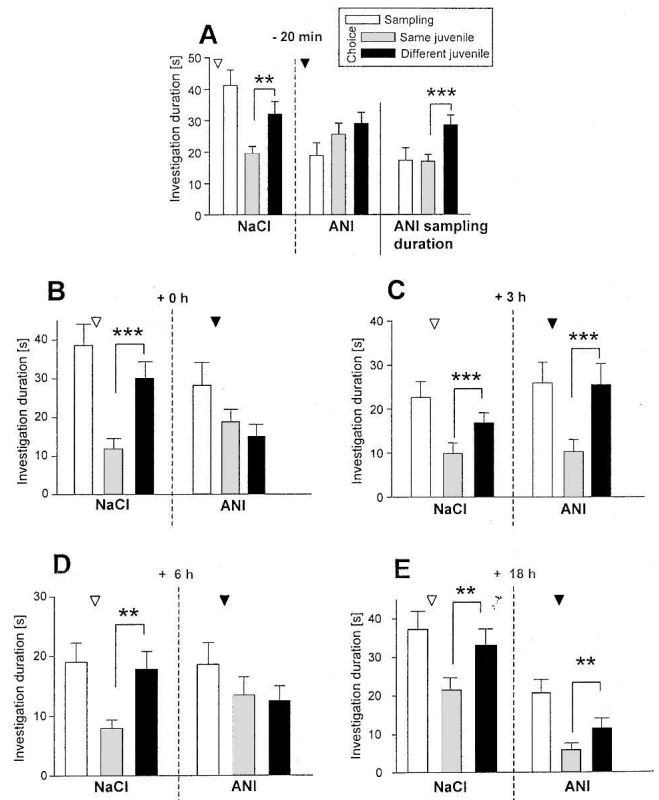 Sampling
Choice
Same juvenile
Different juvenile
A
- 20 min
Investigation duration [s]
50
40
30
20
10
0
**
***
NaCl
ANI
ANI sampling
duration
B
+ 0 h
Investigation duration [s]
40
30
20
10
0
***
NaCl
ANI
C
+ 3 h
Investigation duration [s]
40
30
20
10
0
***
***
NaCl
ANI
D
+ 6 h
Investigation duration [s]
30
20
10
0
**
NaCl
ANI
E
+ 18 h
Investigation duration [s]
40
30
20
10
0
**
**
NaCl
ANI